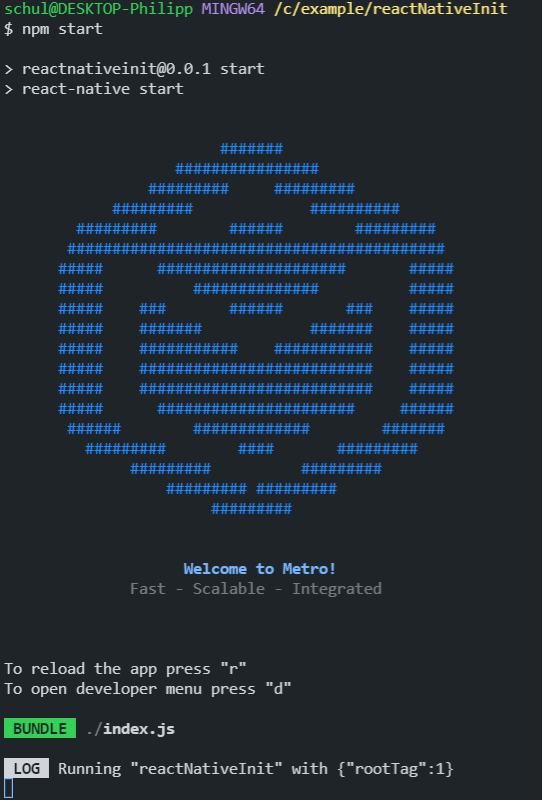 schul@DESKTOP-Philipp MINGW64 /c/example/reactNativeInit
$ npm start
> reactnativeinit@0.0.1 start
> react-native start
#######
################
#########     #########
#########             ##########
#########        ######        #########
##########################################
#####      #####################       #####
#####          ##############          #####
#####    ###       ######       ###    #####
#####    #######            #######    #####
#####    ###########    ###########    #####
#####    ##########################    #####
#####    ##########################    #####
#####      ######################     ######
######        #############        #######
#########        ####       #########
#########          #########
######### #########
#########
Welcome to Metro!
Fast - Scalable - Integrated
To reload the app press "r"
To open developer menu press "d"
BUNDLE ./index.js
LOG Running "reactNativeInit" with {"rootTag":1}